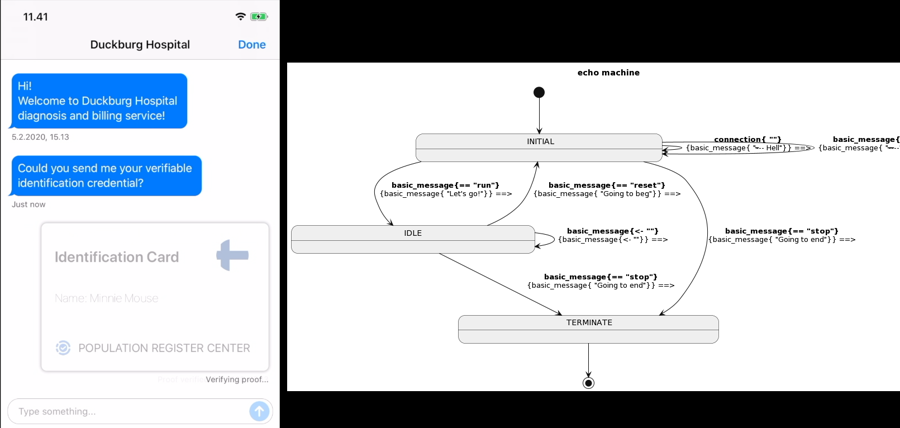 11.41
Duckburg Hospital
Done
Hi!
Welcome to Duckburg Hospital
diagnosis and billing service!
5.2.2020, 15.13
Could you send me your verifiable
identification credential?
Just now
Identification Card
Name: Minnie Mouse
POPULATION REGISTER CENTER
Verifying proof...
Type something...
echo machine
INITIAL
connection{ ""}
{basic_message{ "—- Hell"} } ==>
basic_message{
{basic_message{ "—-
basic_message{== "run"}
{basic_message{ "Let's go!"} } ==>
basic_message{== "reset"}
{basic_message{ "Going to beg"} } ==>
IDLE
basic_message{<- ""}
{basic_message{<- ""} } ==>
basic_message{== "stop"}
{basic_message{ "Going to end"} } ==>
basic_message{== "stop"}
{basic_message{ "Going to end"} } ==>
TERMINATE